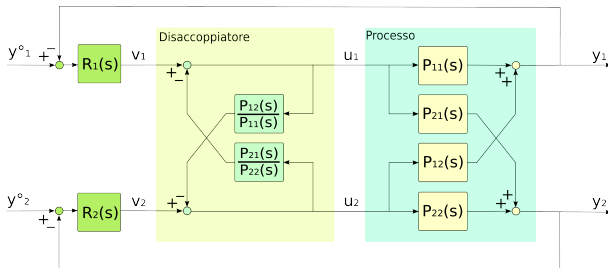 Disaccoppiatore
Processo
y°₁
+
−
R₁(s)
v₁
+
−
u₁
P₁₁(s)
+
+
y₁
P₁₂(s)
P₁₁(s)
P₂₁(s)
P₂₁(s)
P₂₂(s)
P₁₂(s)
y°₂
+
−
R₂(s)
v₂
+
−
u₂
P₂₂(s)
+
+
y₂